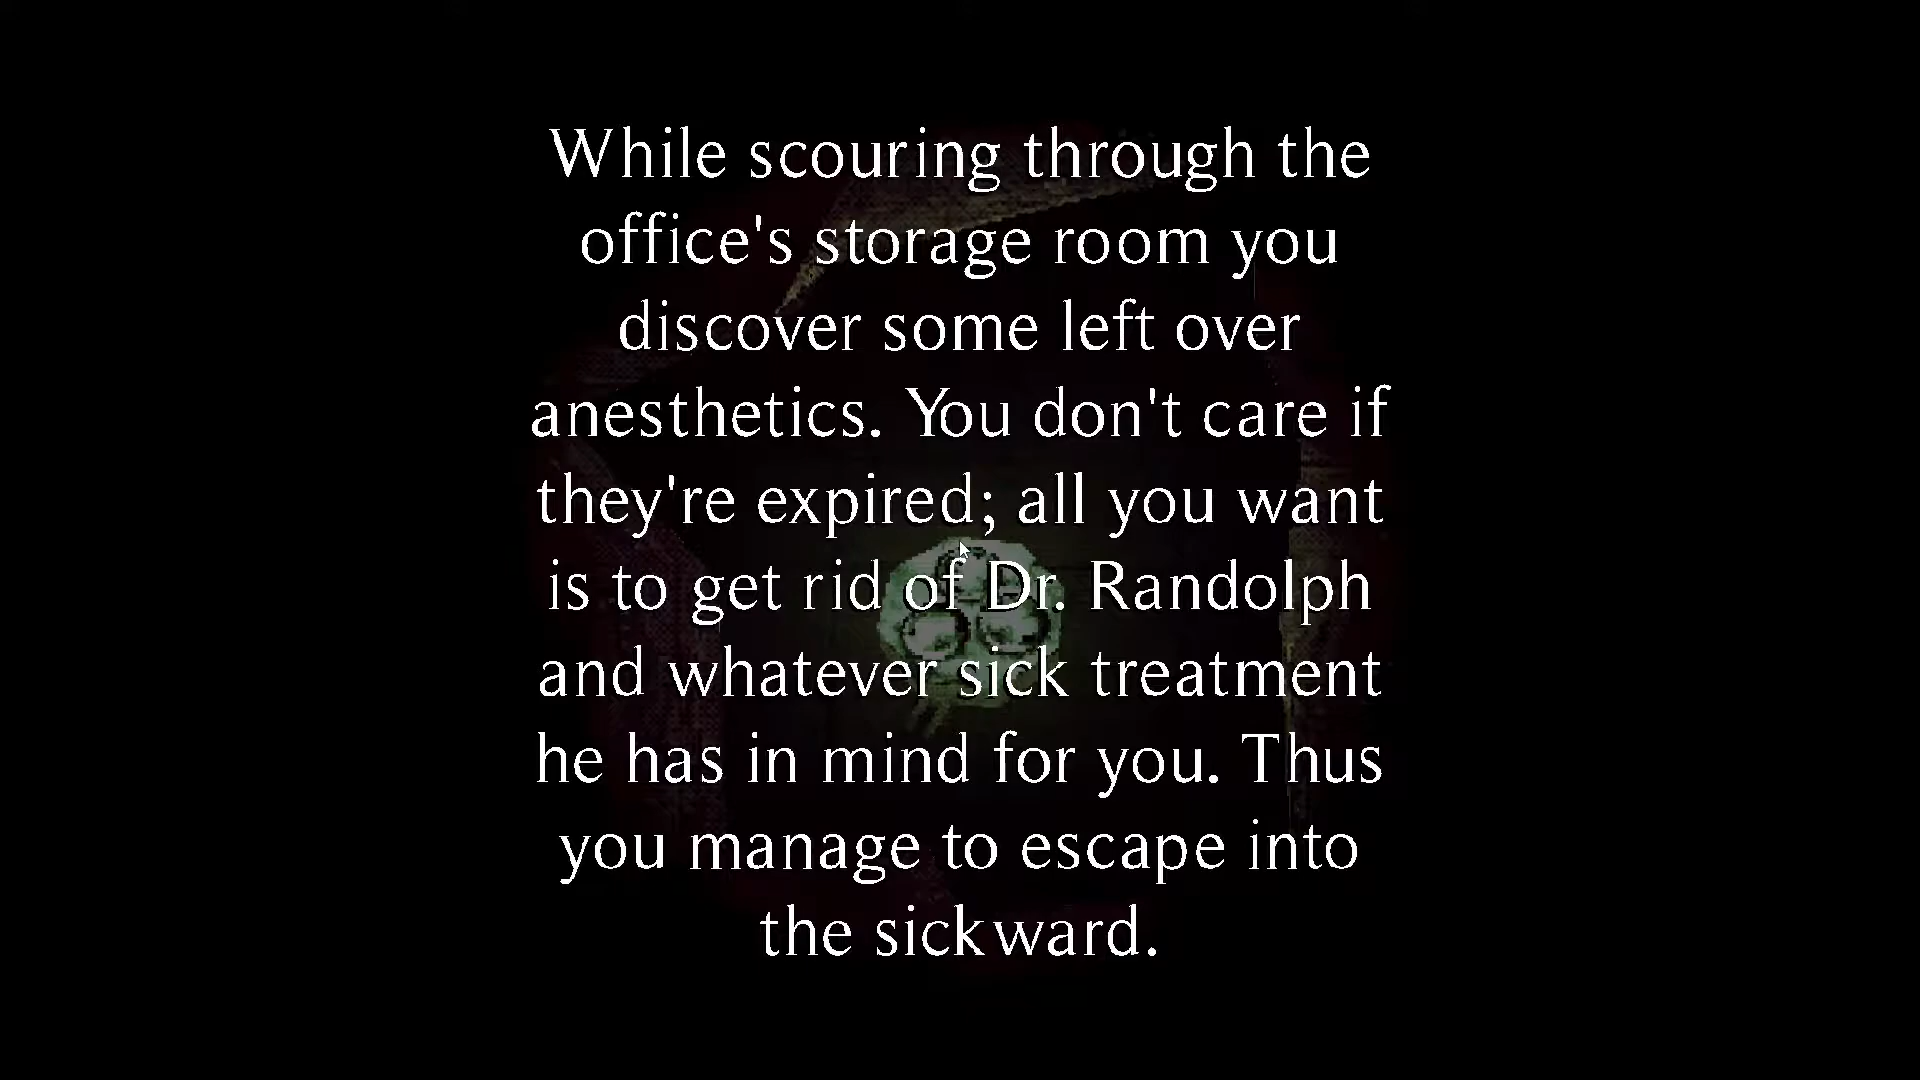 While scouring through the
office's storage room you
discover some left over
anesthetics. You don't care if
they're expired; all you want
is to get rid of Dr. Randolph
and whatever sick treatment
he has in mind for you. Thus
you manage to escape into
the sickward.